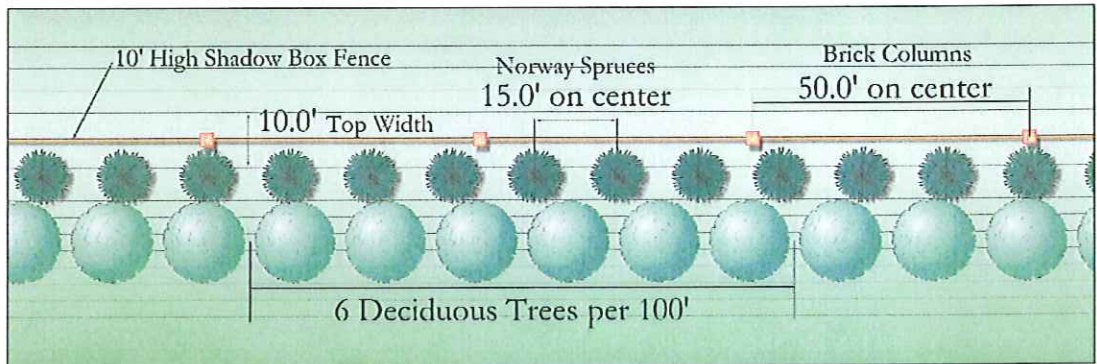 10' High Shadow Box Fence
Norway Spruces
15.0' on center
Brick Columns
50.0' on center
10.0' Top Width
6 Deciduous Trees per 100'